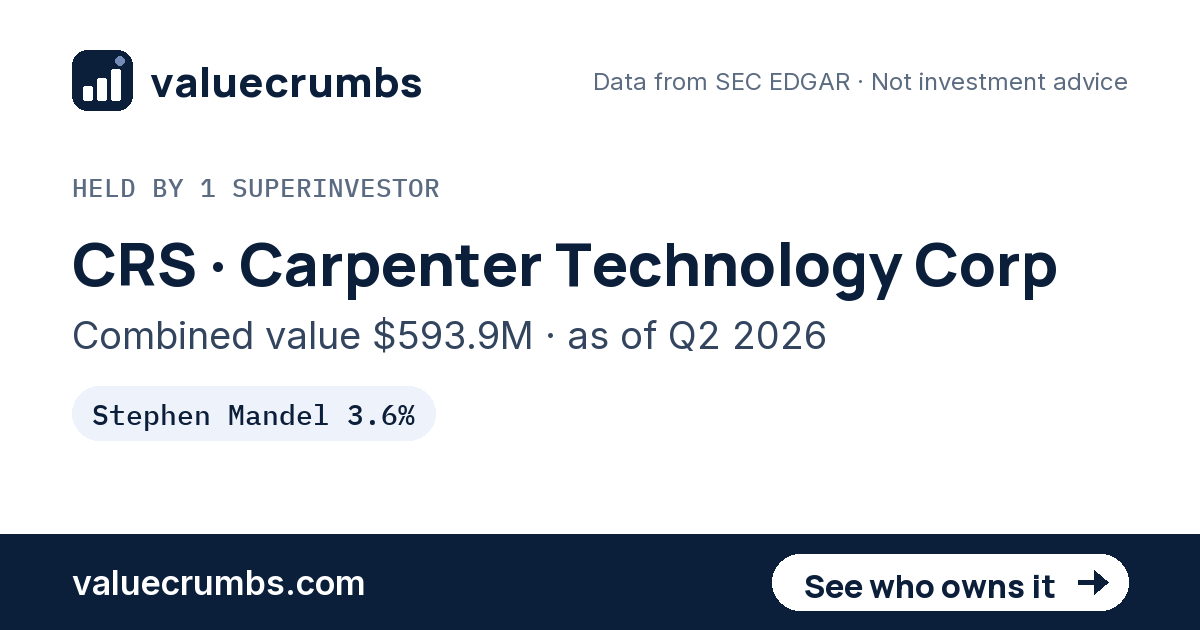 valuecrumbs
Data from SEC EDGAR · Not investment advice
HELD BY 1 SUPERINVESTOR
CRS · Carpenter Technology Corp
Combined value $593.9M · as of Q2 2026
Stephen Mandel 3.6%
valuecrumbs.com
See who owns it →